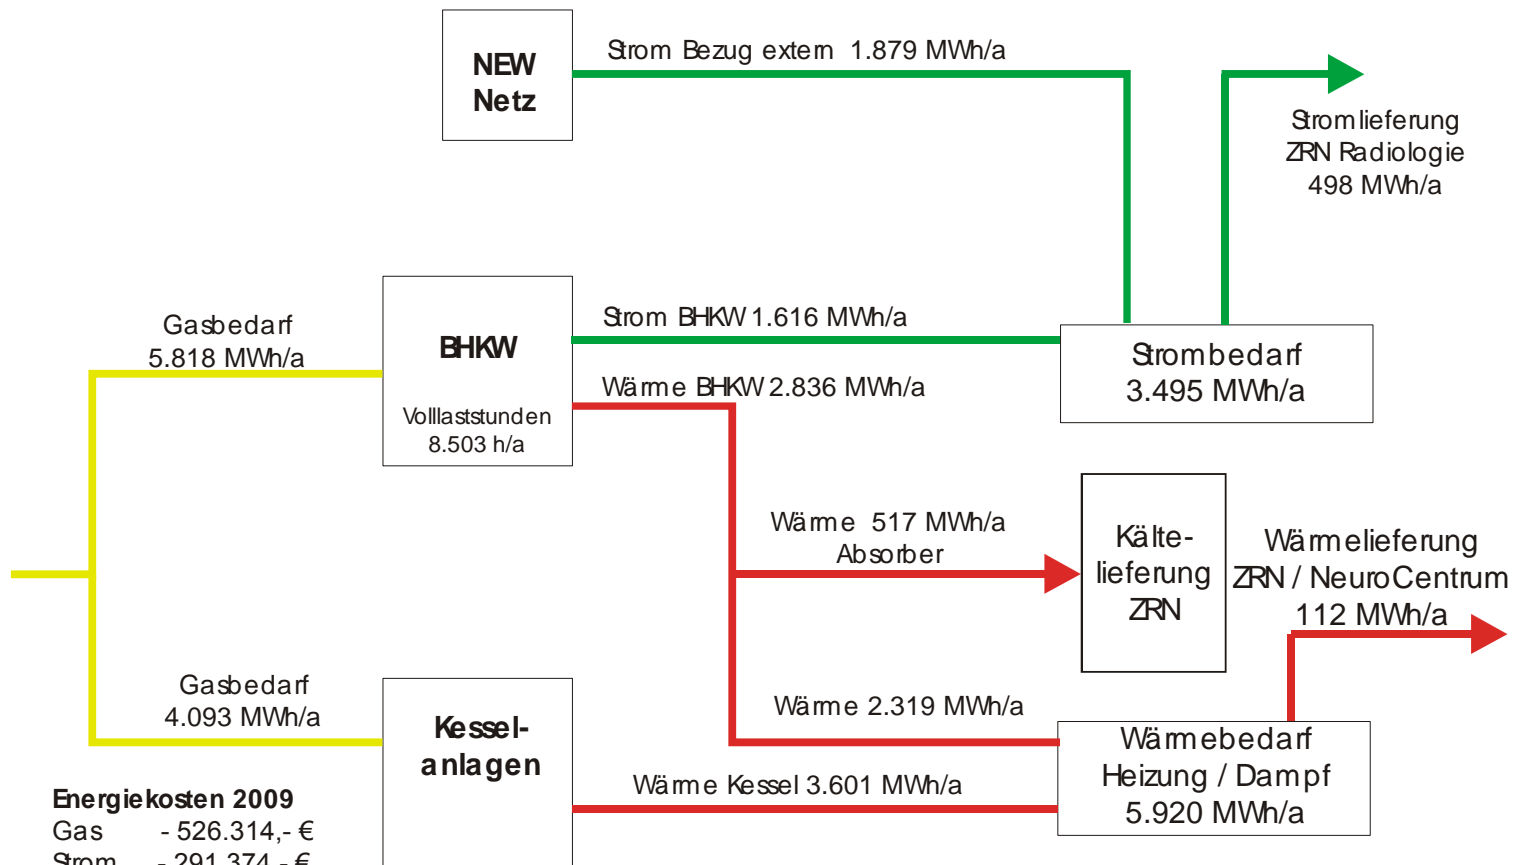 NEW
Netz
Strom Bezug extern 1.879 MWh/a
Stromlieferung
ZRN Radiologie
498 MWh/a
Gasbedarf
5.818 MWh/a
BHKW
Volllaststunden
8.503 h/a
Strom BHKW 1.616 MWh/a
Wärme BHKW 2.836 MWh/a
Strombedarf
3.495 MWh/a
Wärme 517 MWh/a
Absorber
Kälte-
lieferung
ZRN
Wärmelieferung
ZRN / NeuroCentrum
112 MWh/a
Gasbedarf
4.093 MWh/a
Kessel-
anlagen
Wärme 2.319 MWh/a
Wärme Kessel 3.601 MWh/a
Wärmebedarf
Heizung / Dampf
5.920 MWh/a
Energiekosten 2009
Gas - 526.314,- €
Strom - 291.374,- €